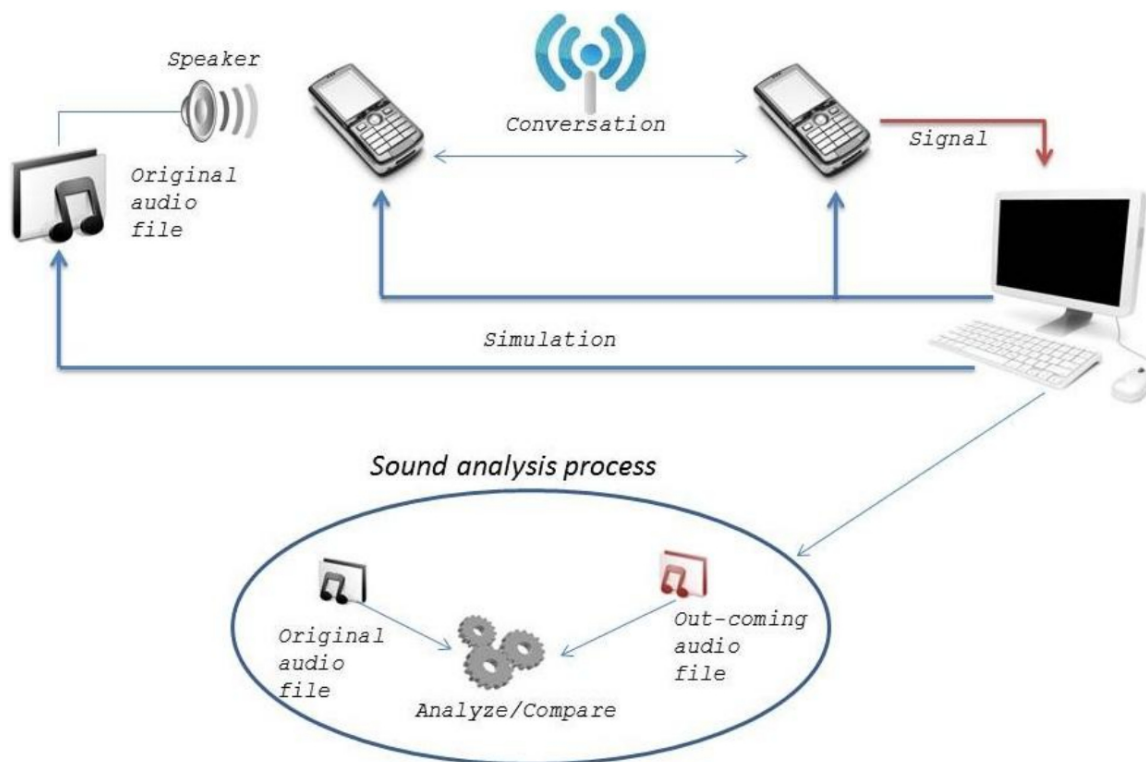 Speaker
Conversation
Signal
Original
audio
file
Simulation
Sound analysis process
Original
audio
file
Out-coming
audio
file
Analyze/Compare